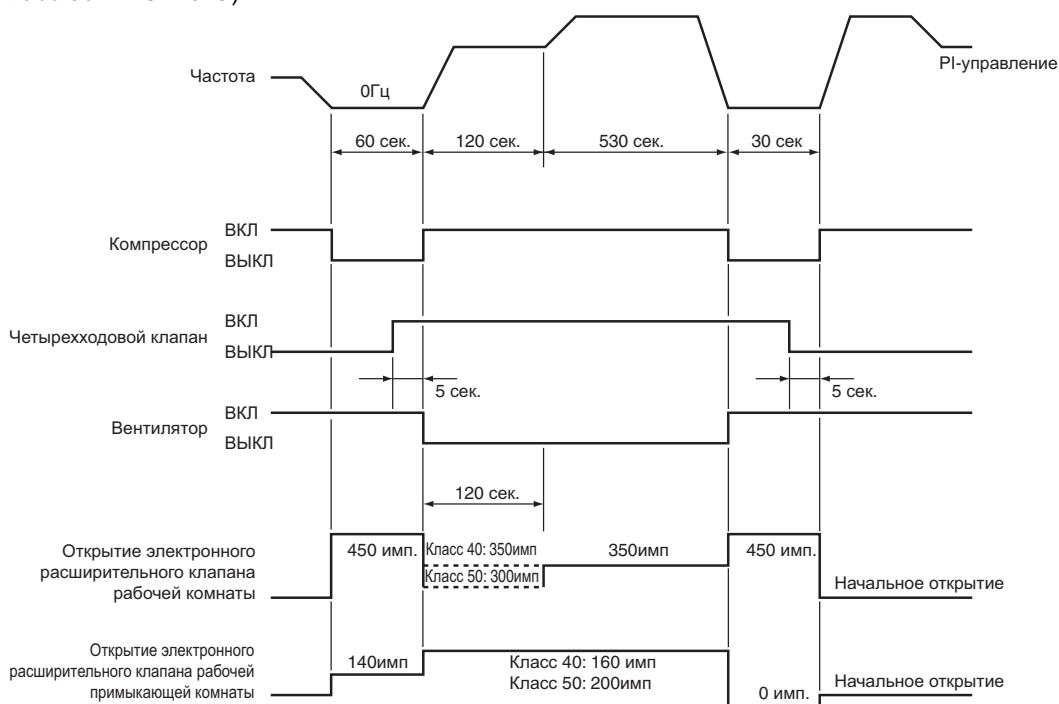 Частота
0Гц
PI-управление
60 сек.
120 сек.
530 сек.
30 сек
Компрессор
ВКЛ
ВЫКЛ
Четырехходовой клапан
ВКЛ
ВЫКЛ
5 сек.
5 сек.
Вентилятор
ВКЛ
ВЫКЛ
120 сек.
Открытие электронного
расширительного клапана
рабочей комнаты
450 имп.
Класс 40: 350имп
Класс 50: 300имп
350имп
450 имп.
Начальное открытие
Открытие электронного
расширительного клапана рабочей
примыкающей комнаты
140имп
Класс 40: 160 имп
Класс 50: 200имп
0 имп.
Начальное открытие